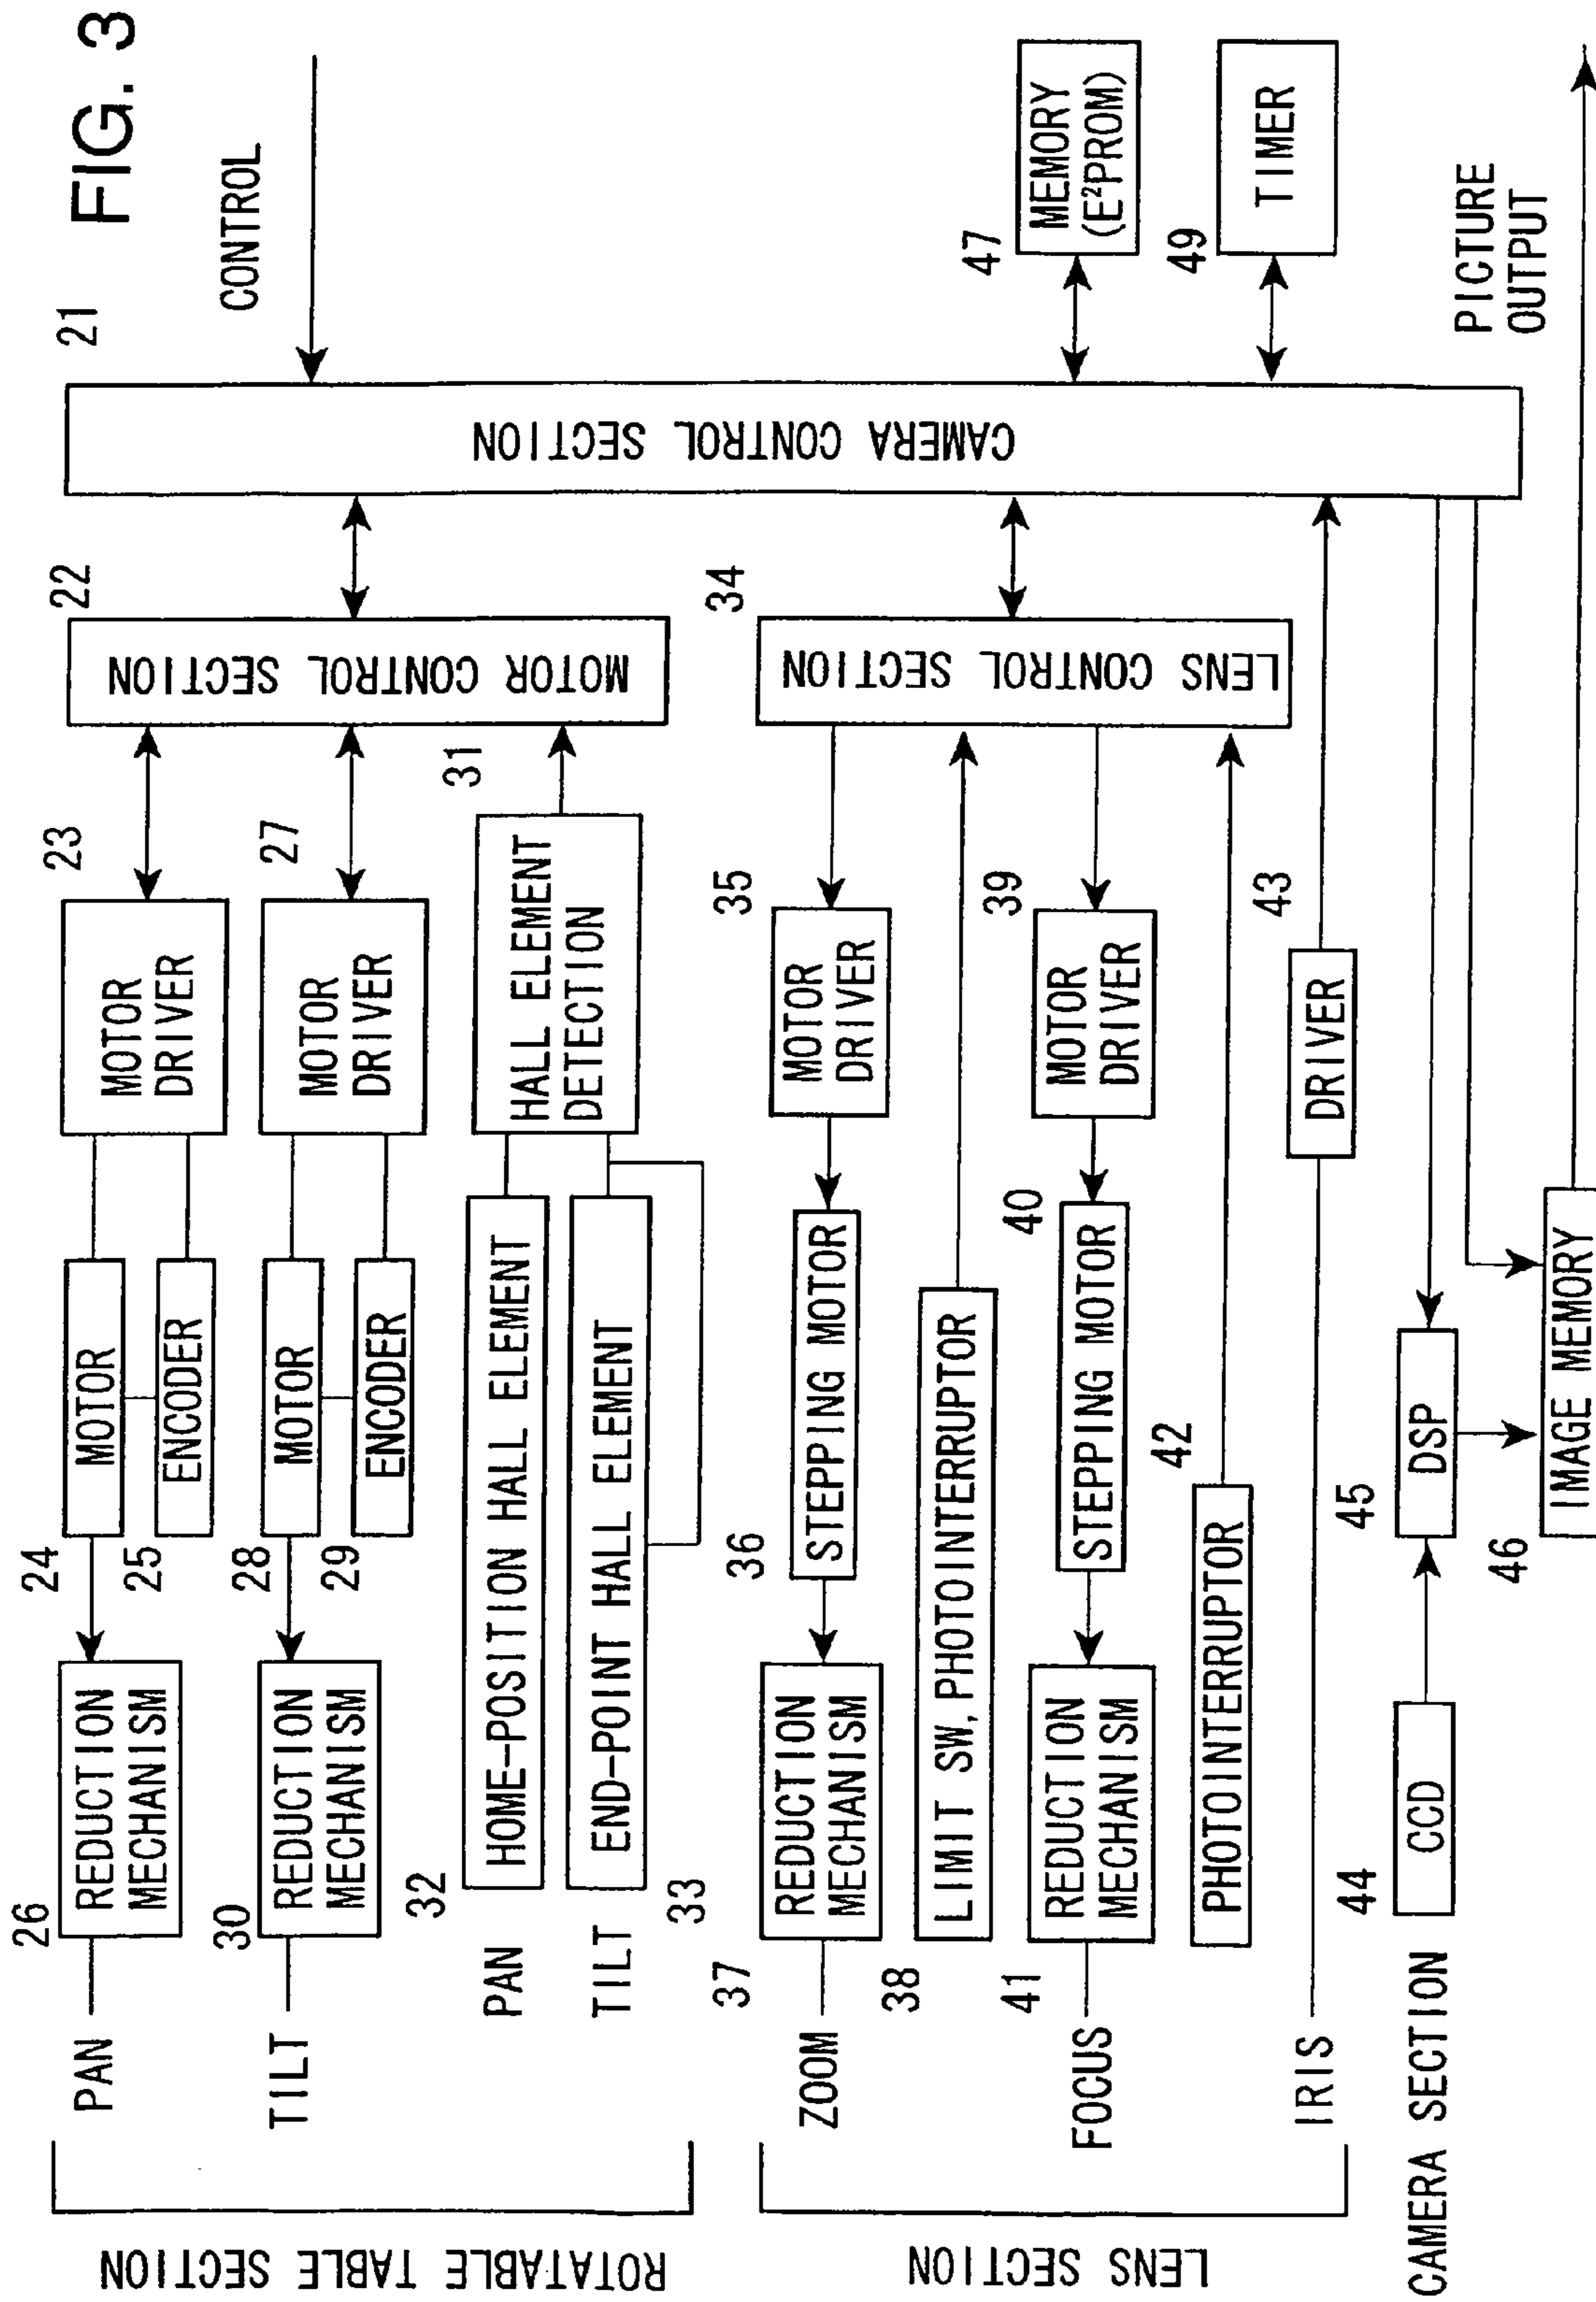 FIG. 3
CONTROL
21
CAMERA CONTROL SECTION
47
MEMORY
(E²PROM)
49
TIMER
PICTURE
OUTPUT
22
MOTOR CONTROL SECTION
23
MOTOR
DRIVER
24
MOTOR
25
ENCODER
26
REDUCTION
MECHANISM
PAN
27
MOTOR
DRIVER
28
MOTOR
29
ENCODER
30
REDUCTION
MECHANISM
TILT
31
HALL ELEMENT
DETECTION
32
HOME-POSITION HALL ELEMENT
PAN
END-POINT HALL ELEMENT
33
TILT
ROTATABLE TABLE SECTION
34
LENS CONTROL SECTION
35
MOTOR
DRIVER
36
STEPPING MOTOR
37
REDUCTION
MECHANISM
ZOOM
38
LIMIT SW, PHOTOINTERRUPTOR
39
MOTOR
DRIVER
40
STEPPING MOTOR
41
REDUCTION
MECHANISM
FOCUS
42
PHOTOINTERRUPTOR
43
DRIVER
IRIS
LENS SECTION
44
CCD
45
DSP
46
IMAGE MEMORY
CAMERA SECTION